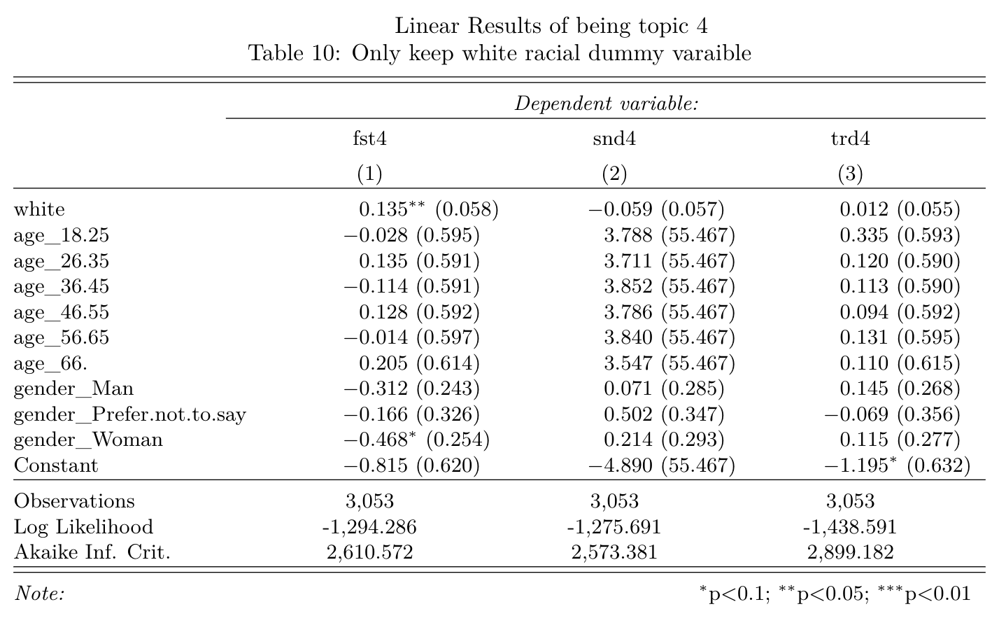 Linear Results of being topic 4
Table 10: Only keep white racial dummy varaible
Dependent variable:
fst4 snd4 trd4
(1) (2) (3)
white 0.135** (0.058) −0.059 (0.057) 0.012 (0.055)
age_18.25 −0.028 (0.595) 3.788 (55.467) 0.335 (0.593)
age_26.35 0.135 (0.591) 3.711 (55.467) 0.120 (0.590)
age_36.45 −0.114 (0.591) 3.852 (55.467) 0.113 (0.590)
age_46.55 0.128 (0.592) 3.786 (55.467) 0.094 (0.592)
age_56.65 −0.014 (0.597) 3.840 (55.467) 0.131 (0.595)
age_66. 0.205 (0.614) 3.547 (55.467) 0.110 (0.615)
gender_Man −0.312 (0.243) 0.071 (0.285) 0.145 (0.268)
gender_Prefer.not.to.say −0.166 (0.326) 0.502 (0.347) −0.069 (0.356)
gender_Woman −0.468* (0.254) 0.214 (0.293) 0.115 (0.277)
Constant −0.815 (0.620) −4.890 (55.467) −1.195* (0.632)
Observations 3,053 3,053 3,053
Log Likelihood -1,294.286 -1,275.691 -1,438.591
Akaike Inf. Crit. 2,610.572 2,573.381 2,899.182
Note: *p<0.1; **p<0.05; ***p<0.01